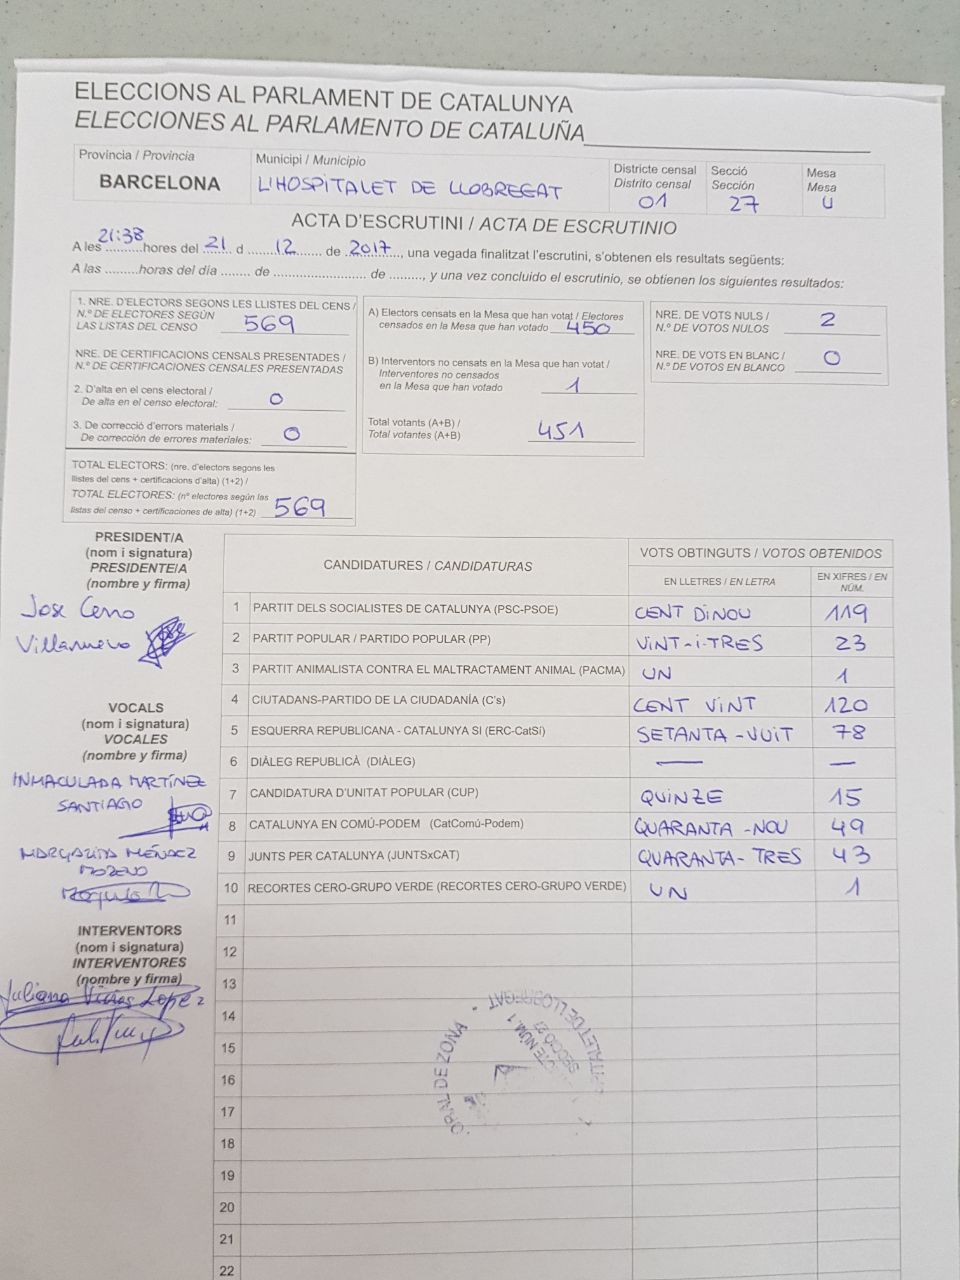 ELECCIONS AL PARLAMENT DE CATALUNYA
ELECCIONES AL PARLAMENTO DE CATALUÑA
Província / Provincia
BARCELONA
Municipi / Municipio
L'HOSPITALET DE LLOBREGAT
Districte censal
Distrito censal
01
Secció
Sección
27
Mesa
Mesa
U
ACTA D'ESCRUTINI / ACTA DE ESCRUTINIO
A les 21:38 hores del 21 d 12 de 2017, una vegada finalitzat l'escrutini, s'obtenen els resultats següents:
A las .........horas del día ........ de ........................ de ........., y una vez concluido el escrutinio, se obtienen los siguientes resultados:
1. NRE. D'ELECTORS SEGONS LES LLISTES DEL CENS /
N.º DE ELECTORES SEGÚN
LAS LISTAS DEL CENSO 569
NRE. DE CERTIFICACIONS CENSALS PRESENTADES /
N.º DE CERTIFICACIONES CENSALES PRESENTADAS
2. D'alta en el cens electoral /
De alta en el censo electoral: 0
3. De correcció d'errors materials /
De corrección de errores materiales: 0
TOTAL ELECTORS: (nre. d'electors segons les
llistes del cens + certificacions d'alta) (1+2) /
TOTAL ELECTORES: (nº electores según las
listas del censo + certificaciones de alta) (1+2) 569
A) Electors censats en la Mesa que han votat / Electores
censados en la Mesa que han votado 450
B) Interventors no censats en la Mesa que han votat /
Interventores no censados
en la Mesa que han votado 1
Total votants (A+B) /
Total votantes (A+B) 451
NRE. DE VOTS NULS /
N.º DE VOTOS NULOS 2
NRE. DE VOTS EN BLANC /
N.º DE VOTOS EN BLANCO 0
PRESIDENT/A
(nom i signatura)
PRESIDENTE/A
(nombre y firma)
Jose Cerro
Villanueva
VOCALS
(nom i signatura)
VOCALES
(nombre y firma)
INMACULADA MARTÍNEZ
SANTIAGO
MARGARITA MÉNDEZ
MORENO
INTERVENTORS
(nom i signatura)
INTERVENTORES
(nombre y firma)
CANDIDATURES / CANDIDATURAS
VOTS OBTINGUTS / VOTOS OBTENIDOS
EN LLETRES / EN LETRA
EN XIFRES / EN
NÚM.
1 PARTIT DELS SOCIALISTES DE CATALUNYA (PSC-PSOE) CENT DINOU 119
2 PARTIT POPULAR / PARTIDO POPULAR (PP) VINT-I-TRES 23
3 PARTIT ANIMALISTA CONTRA EL MALTRACTAMENT ANIMAL (PACMA) UN 1
4 CIUTADANS-PARTIDO DE LA CIUDADANÍA (C's) CENT VINT 120
5 ESQUERRA REPUBLICANA - CATALUNYA SI (ERC-CatSí) SETANTA-VUIT 78
6 DIÀLEG REPUBLICÀ (DIÀLEG) — —
7 CANDIDATURA D'UNITAT POPULAR (CUP) QUINZE 15
8 CATALUNYA EN COMÚ-PODEM (CatComú-Podem) QUARANTA-NOU 49
9 JUNTS PER CATALUNYA (JUNTSxCAT) QUARANTA-TRES 43
10 RECORTES CERO-GRUPO VERDE (RECORTES CERO-GRUPO VERDE) UN 1
11
12
13
14
15
16
17
18
19
20
21
22
DE ZONA
SECCIÓ 27
NÚM. 1
DE LLOBREGAT